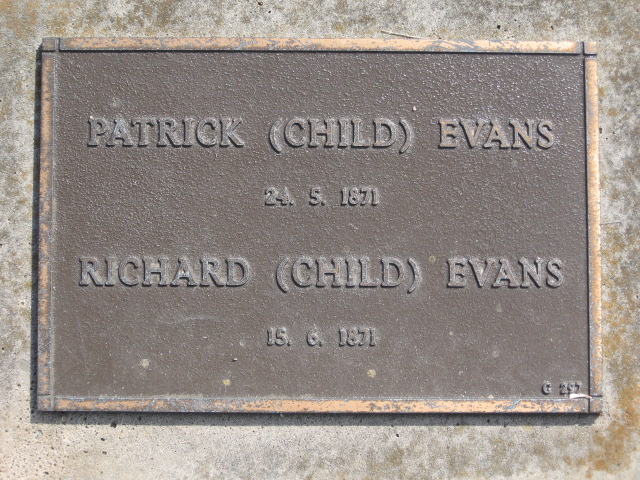 PATRICK (CHILD) EVANS
24. 5. 1871
RICHARD (CHILD) EVANS
15. 6. 1871
G 297